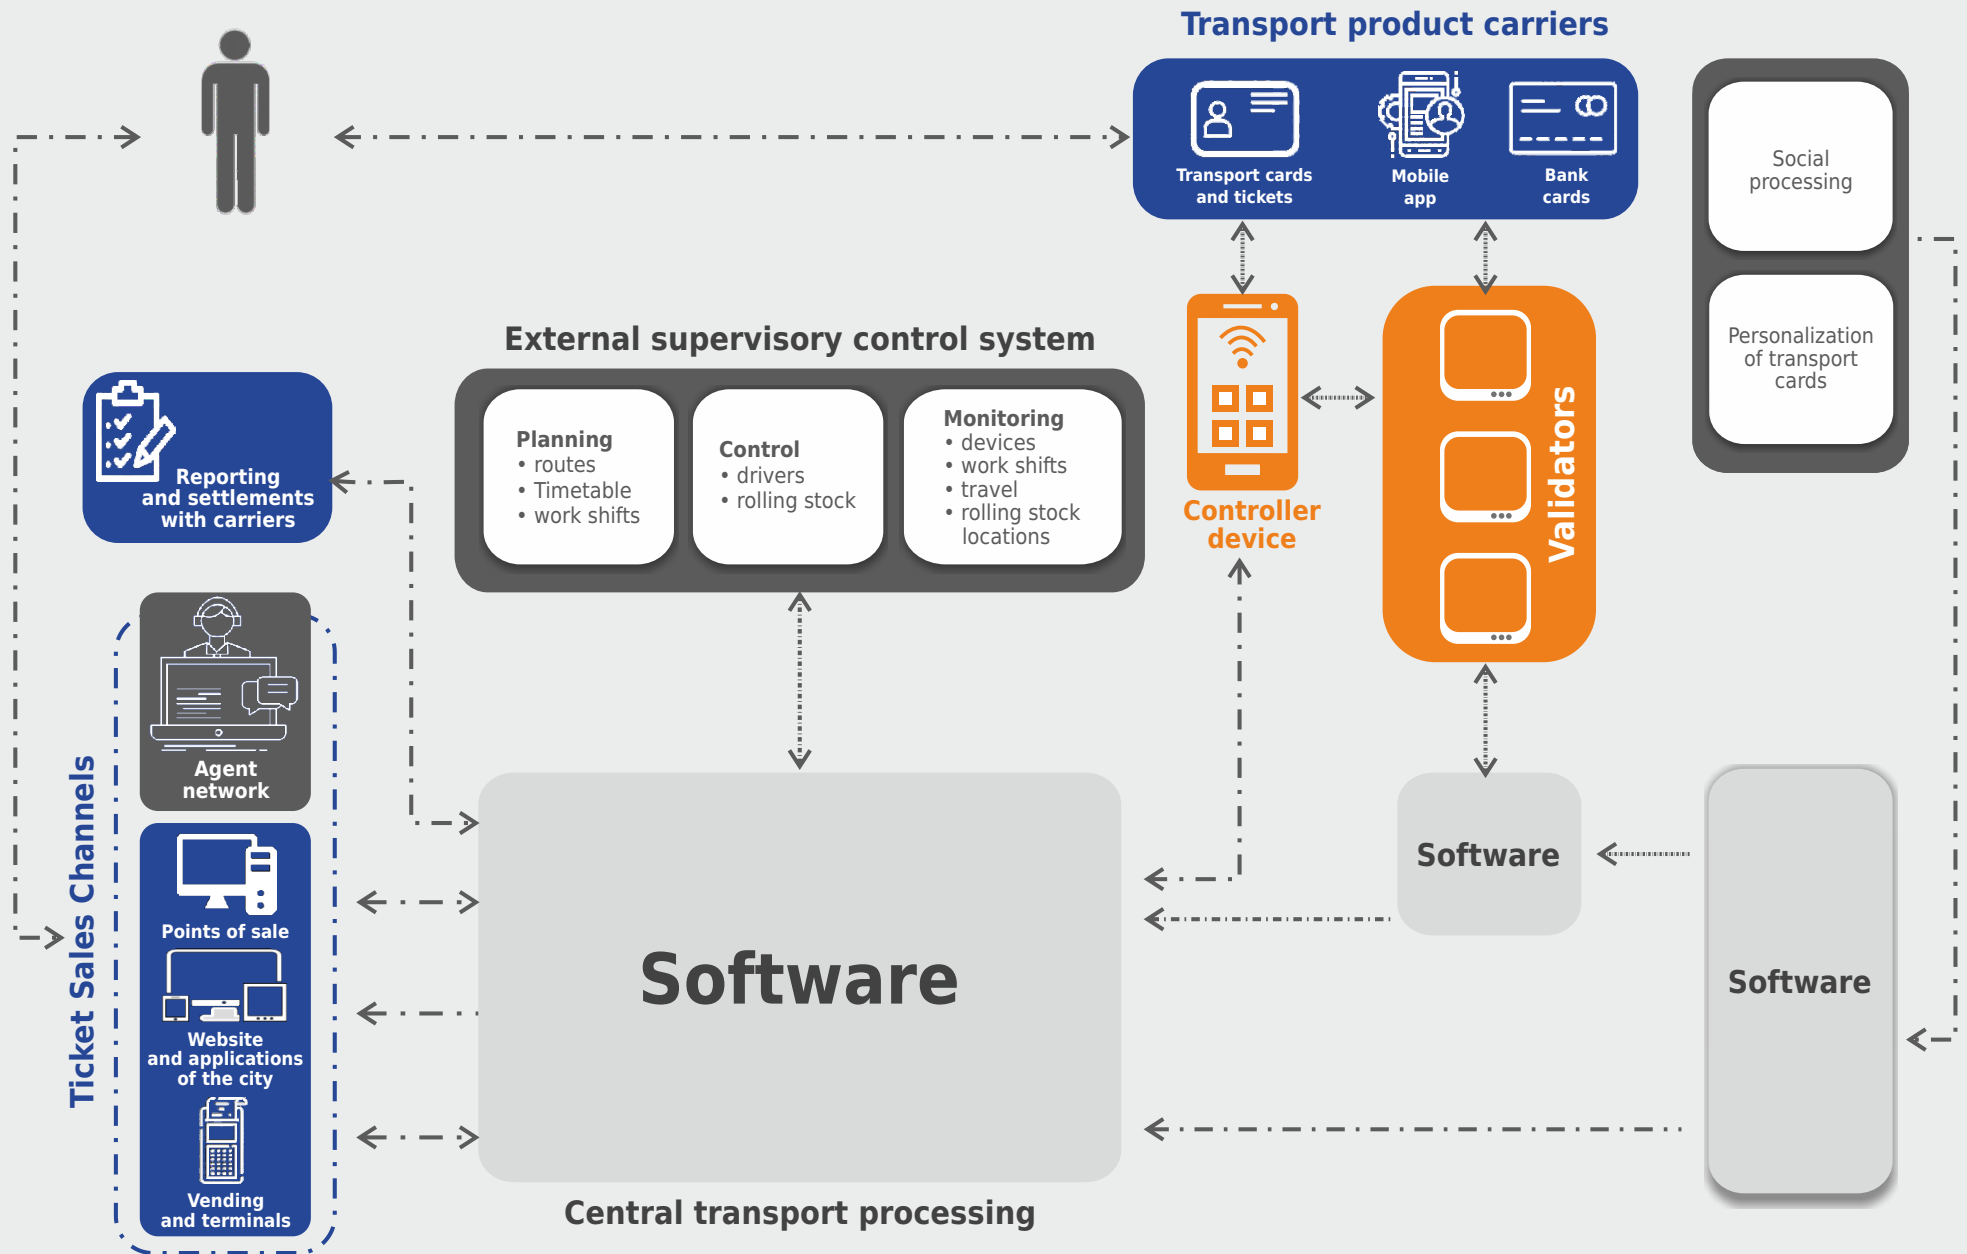 Transport product carriers
Transport cards
and tickets
Mobile
app
Bank
cards
Social
processing
Personalization
of transport
cards
External supervisory control system
Planning
• routes
• Timetable
• work shifts
Control
• drivers
• rolling stock
Monitoring
• devices
• work shifts
• travel
• rolling stock
locations
Controller
device
Validators
Reporting
and settlements
with carriers
Ticket Sales Channels
Agent
network
Points of sale
Website
and applications
of the city
Vending
and terminals
Software
Central transport processing
Software
Software